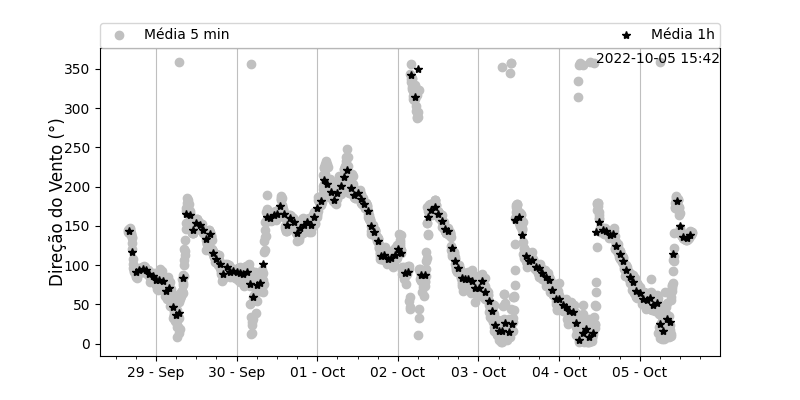 Média 5 min
Média 1h
2022-10-05 15:42
Direção do Vento (°)
350
300
250
200
150
100
50
0
29 - Sep
30 - Sep
01 - Oct
02 - Oct
03 - Oct
04 - Oct
05 - Oct